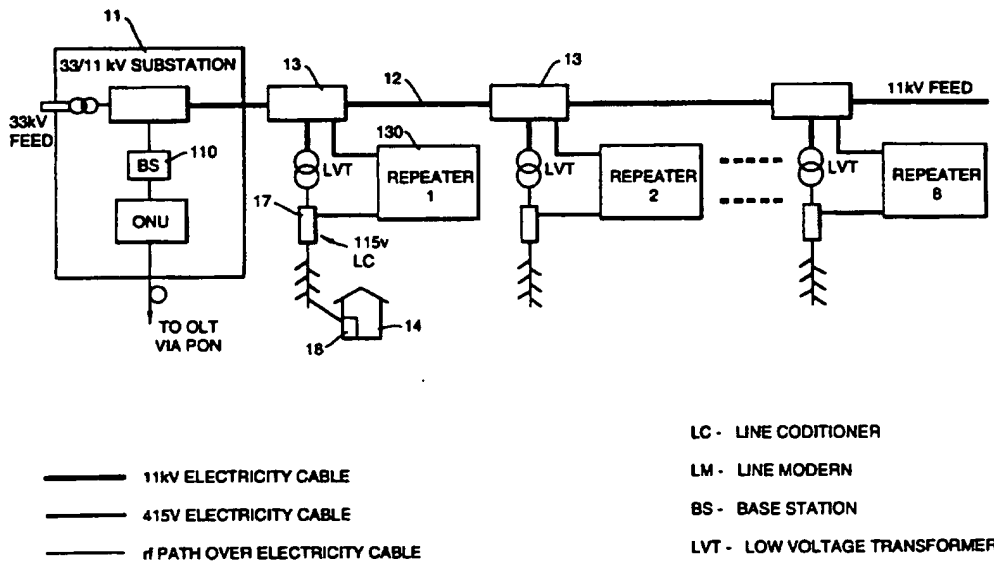 11
33/11 kV SUBSTATION
33kV
FEED
BS
110
ONU
TO OLT
VIA PON
13
LVT
17
115v
LC
18
14
130
REPEATER
1
12
13
LVT
REPEATER
2
LVT
REPEATER
8
11kV FEED
11kV ELECTRICITY CABLE
415V ELECTRICITY CABLE
rf PATH OVER ELECTRICITY CABLE
LC - LINE CODITIONER
LM - LINE MODERN
BS - BASE STATION
LVT - LOW VOLTAGE TRANSFORMER